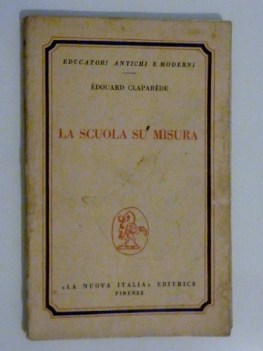 EDUCATORI ANTICHI E MODERNI
ÉDOUARD CLAPARÈDE
LA SCUOLA SU MISURA
«LA NUOVA ITALIA» EDITRICE
FIRENZE